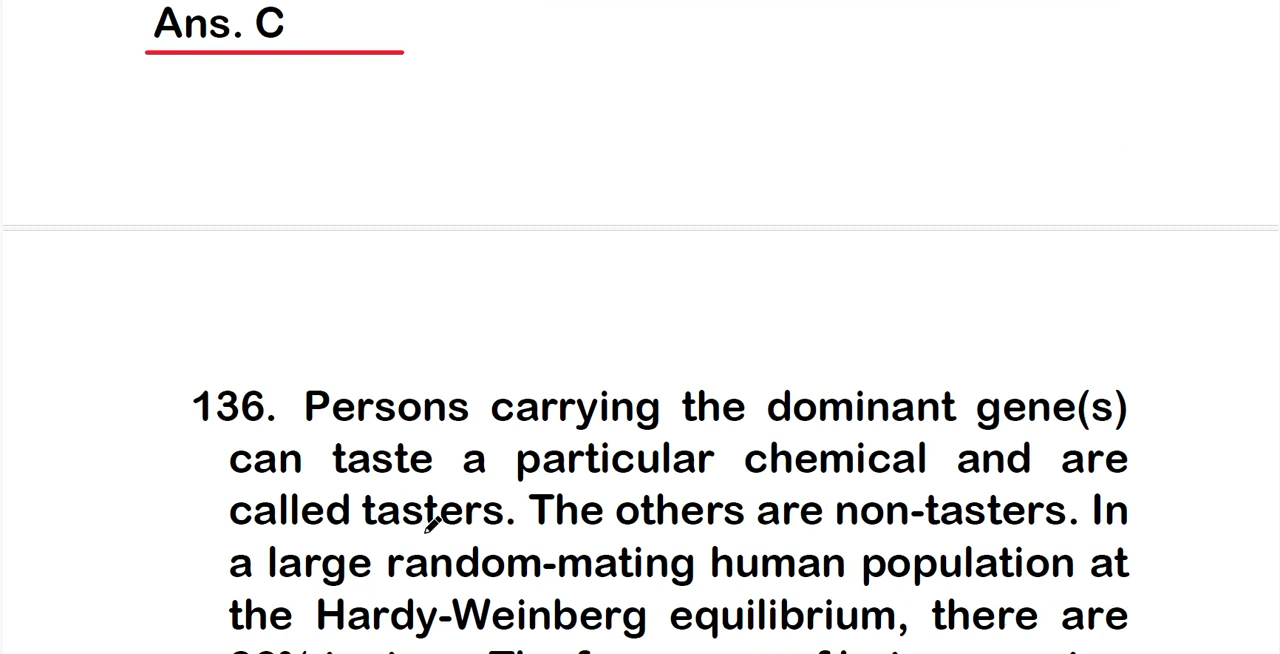 Ans. C
136. Persons carrying the dominant gene(s)
can taste a particular chemical and are
called tasters. The others are non-tasters. In
a large random-mating human population at
the Hardy-Weinberg equilibrium, there are